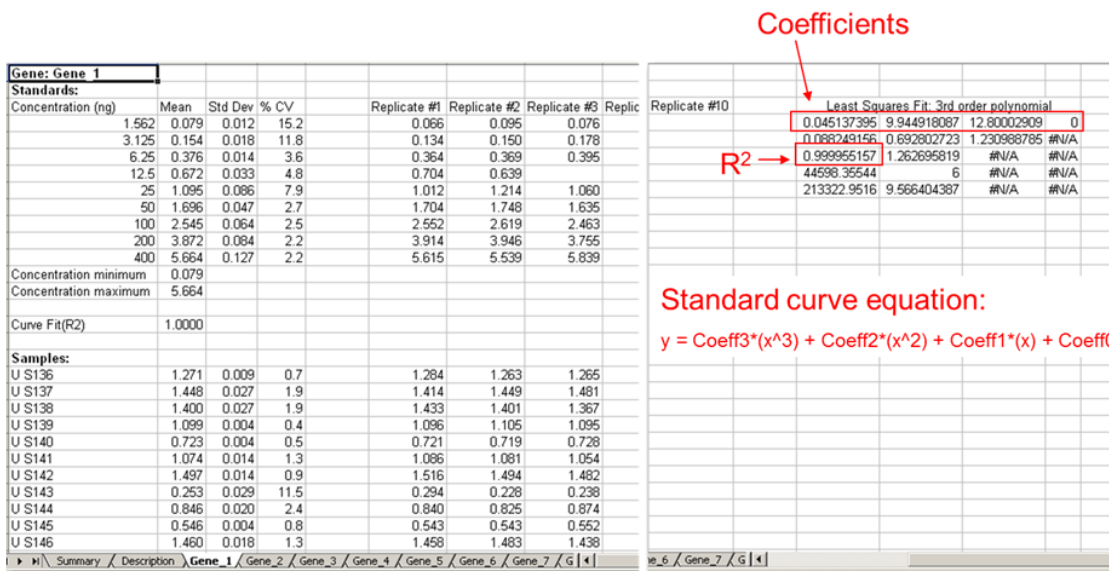 Coefficients
Gene: Gene_1
Standards:
Concentration (ng) Mean Std Dev % CV Replicate #1 Replicate #2 Replicate #3 Replic
1.562 0.079 0.012 15.2 0.066 0.095 0.076
3.125 0.154 0.018 11.8 0.134 0.150 0.178
6.25 0.376 0.014 3.6 0.364 0.369 0.395
12.5 0.672 0.033 4.8 0.704 0.639
25 1.095 0.086 7.9 1.012 1.214 1.060
50 1.696 0.047 2.7 1.704 1.748 1.635
100 2.545 0.064 2.5 2.552 2.619 2.463
200 3.872 0.084 2.2 3.914 3.946 3.755
400 5.664 0.127 2.2 5.615 5.539 5.839
Concentration minimum 0.079
Concentration maximum 5.664
Curve Fit(R2) 1.0000
Samples:
U S136 1.271 0.009 0.7 1.284 1.263 1.265
U S137 1.448 0.027 1.9 1.414 1.449 1.481
U S138 1.400 0.027 1.9 1.433 1.401 1.367
U S139 1.099 0.004 0.4 1.096 1.105 1.095
U S140 0.723 0.004 0.5 0.721 0.719 0.728
U S141 1.074 0.014 1.3 1.086 1.081 1.054
U S142 1.497 0.014 0.9 1.516 1.494 1.482
U S143 0.253 0.029 11.5 0.294 0.228 0.238
U S144 0.846 0.020 2.4 0.840 0.825 0.874
U S145 0.546 0.004 0.8 0.543 0.543 0.552
U S146 1.460 0.018 1.3 1.458 1.483 1.438
Summary Description Gene_1 Gene_2 Gene_3 Gene_4 Gene_5 Gene_6 Gene_7 G
Replicate #10 Least Squares Fit: 3rd order polynomial
0.045137395 9.944918087 12.80002909 0
0.088249156 0.692802723 1.230988785 #N/A
R² 0.999955157 1.262695819 #N/A #N/A
44598.35544 6 #N/A #N/A
213322.9516 9.566404387 #N/A #N/A
Standard curve equation:
y = Coeff3*(x^3) + Coeff2*(x^2) + Coeff1*(x) + Coeff0
ne_6 Gene_7 G